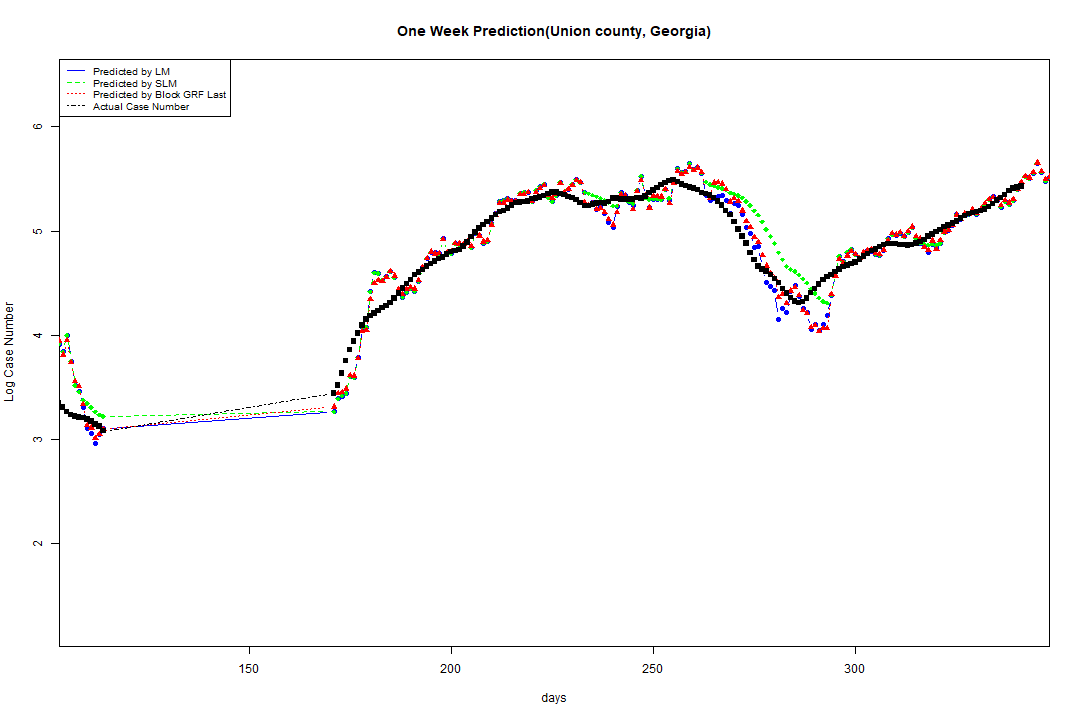 One Week Prediction(Union county, Georgia)
Predicted by LM
Predicted by SLM
Predicted by Block GRF Last
Actual Case Number
6
5
4
3
2
Log Case Number
150 200 250 300
days